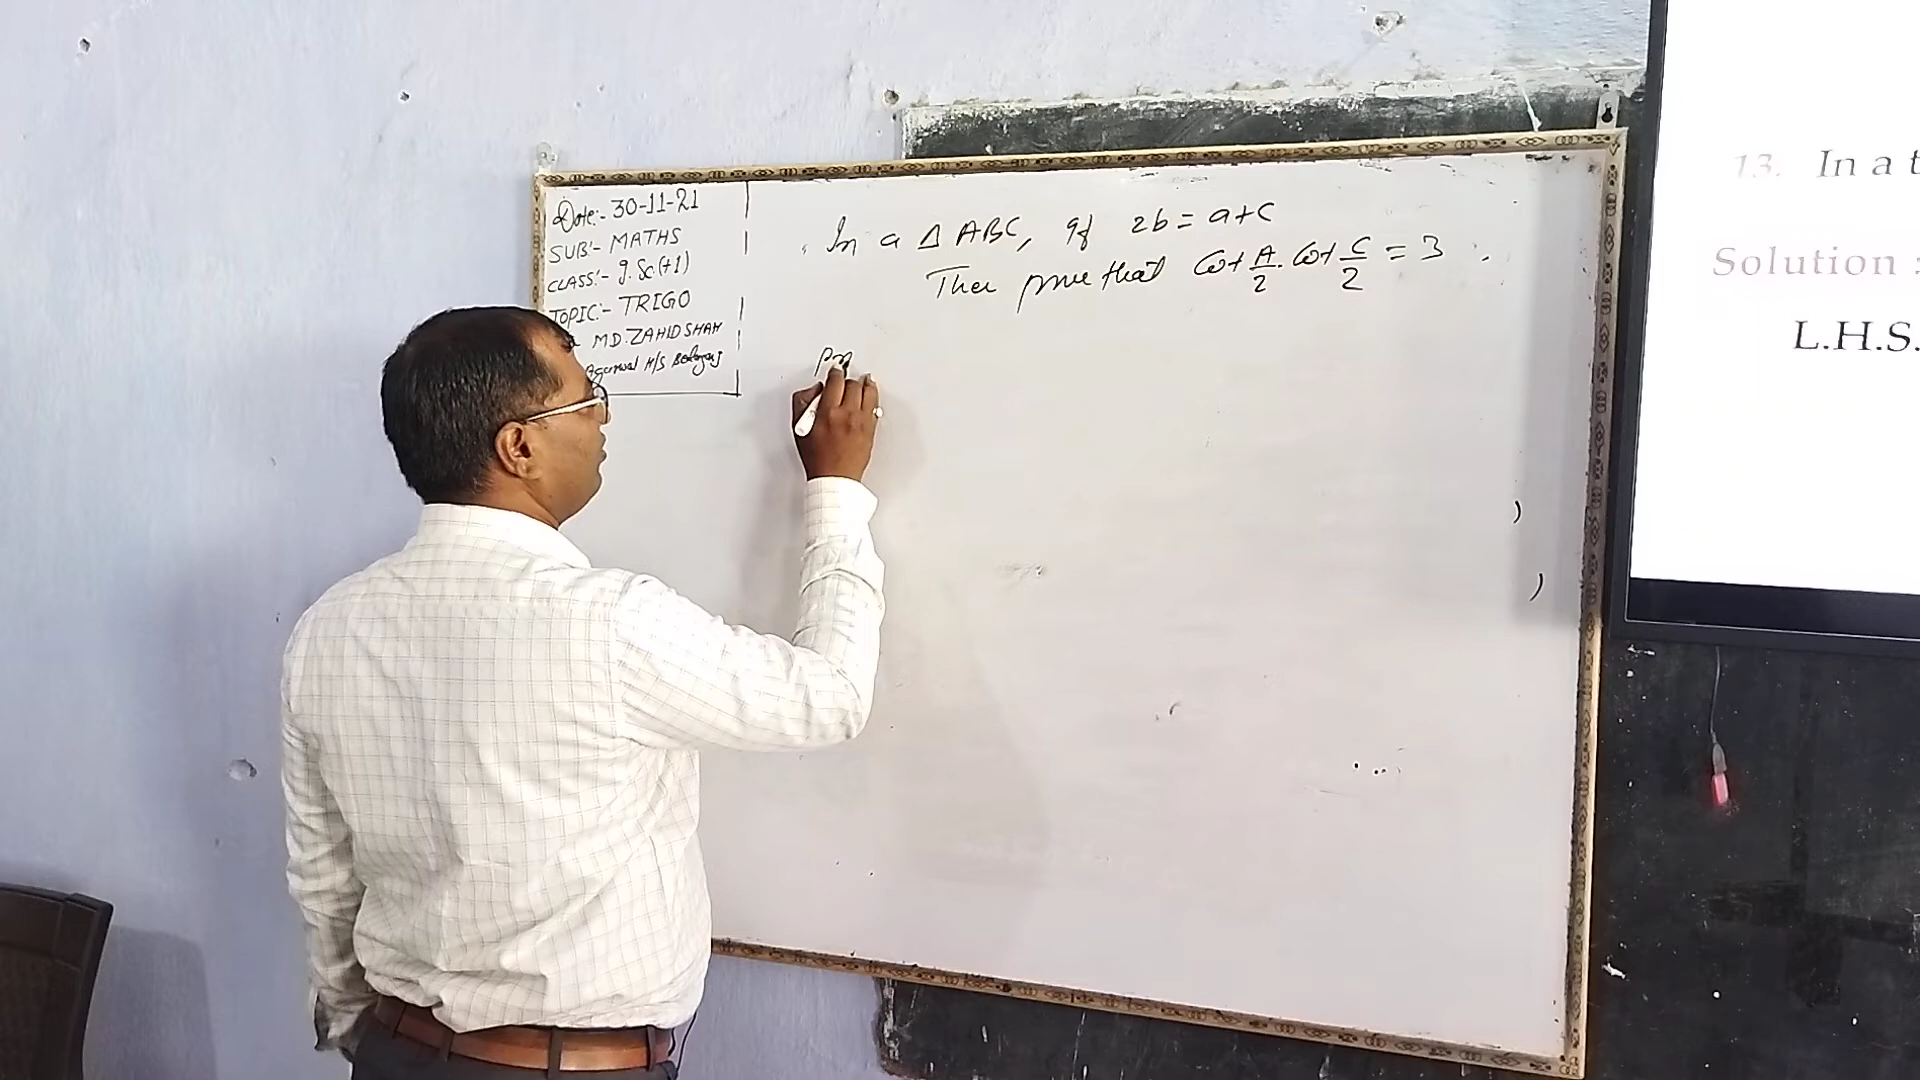 Date:- 30-11-21
SUB:- MATHS
CLASS:- I.Sc.(+1)
TOPIC:- TRIGO
MD. ZAHID SHAH
Agarwal H/S
In a Δ ABC, If 2b = a+c
Then prove that Cot A/2 . Cot C/2 = 3 .
13. In a t
Solution :
L.H.S.